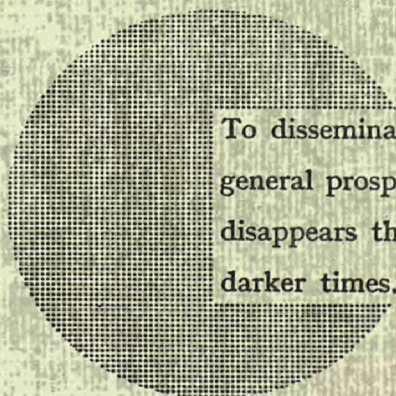 To dissemina
general prosp
disappears th
darker times.